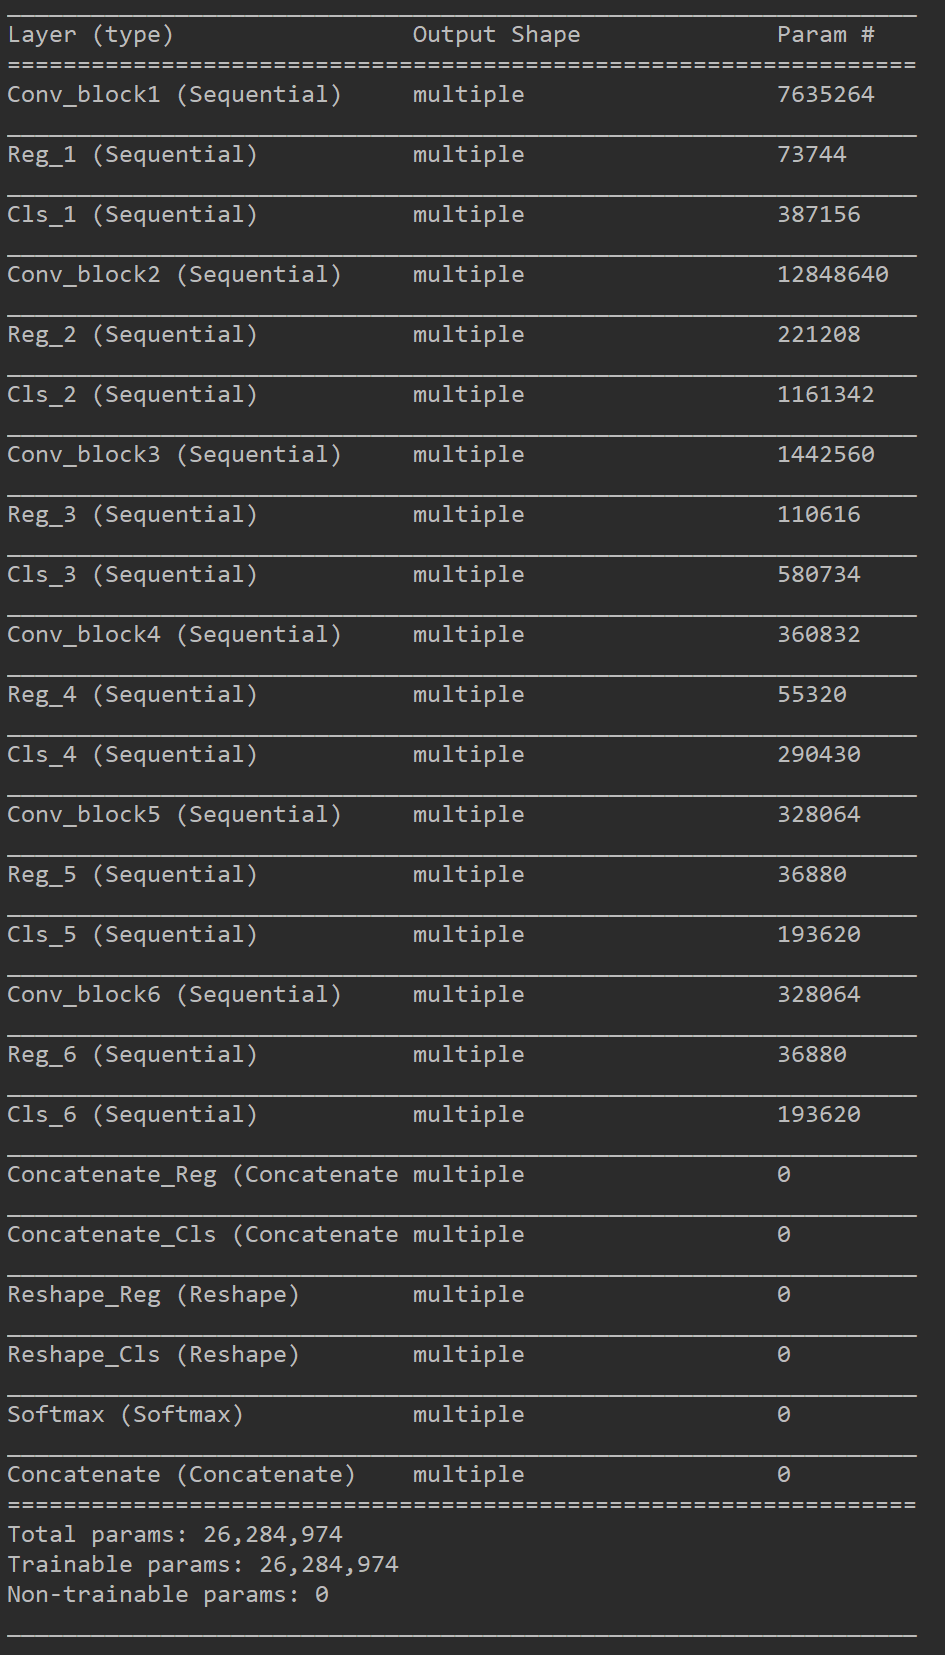 Layer (type) Output Shape Param #
=================================================================
Conv_block1 (Sequential) multiple 7635264
Reg_1 (Sequential) multiple 73744
Cls_1 (Sequential) multiple 387156
Conv_block2 (Sequential) multiple 12848640
Reg_2 (Sequential) multiple 221208
Cls_2 (Sequential) multiple 1161342
Conv_block3 (Sequential) multiple 1442560
Reg_3 (Sequential) multiple 110616
Cls_3 (Sequential) multiple 580734
Conv_block4 (Sequential) multiple 360832
Reg_4 (Sequential) multiple 55320
Cls_4 (Sequential) multiple 290430
Conv_block5 (Sequential) multiple 328064
Reg_5 (Sequential) multiple 36880
Cls_5 (Sequential) multiple 193620
Conv_block6 (Sequential) multiple 328064
Reg_6 (Sequential) multiple 36880
Cls_6 (Sequential) multiple 193620
Concatenate_Reg (Concatenate multiple 0
Concatenate_Cls (Concatenate multiple 0
Reshape_Reg (Reshape) multiple 0
Reshape_Cls (Reshape) multiple 0
Softmax (Softmax) multiple 0
Concatenate (Concatenate) multiple 0
=================================================================
Total params: 26,284,974
Trainable params: 26,284,974
Non-trainable params: 0